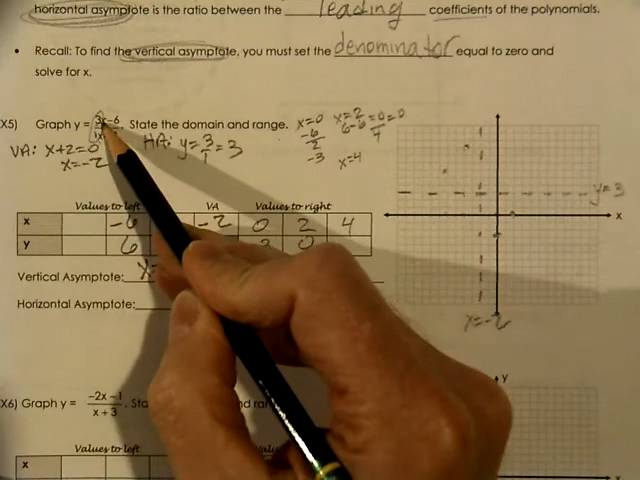 horizontal asymptote is the ratio between the leading coefficients of the polynomials.
• Recall: To find the vertical asymptote, you must set the denominator equal to zero and
solve for x.
X5) Graph y = 3x-6 State the domain and range.
VA: x+2=0
x=-2
HA: y=3/1=3
x=0
-6/2
-3
x=2
6-6=0/4=0
x=4
Values to left VA Values to right
x -6 -2 0 2 4
y 6 0
Vertical Asymptote: x=
Horizontal Asymptote:
y=3
x
x=-2
X6) Graph y = -2x-1/x+3
y
Values to left
x